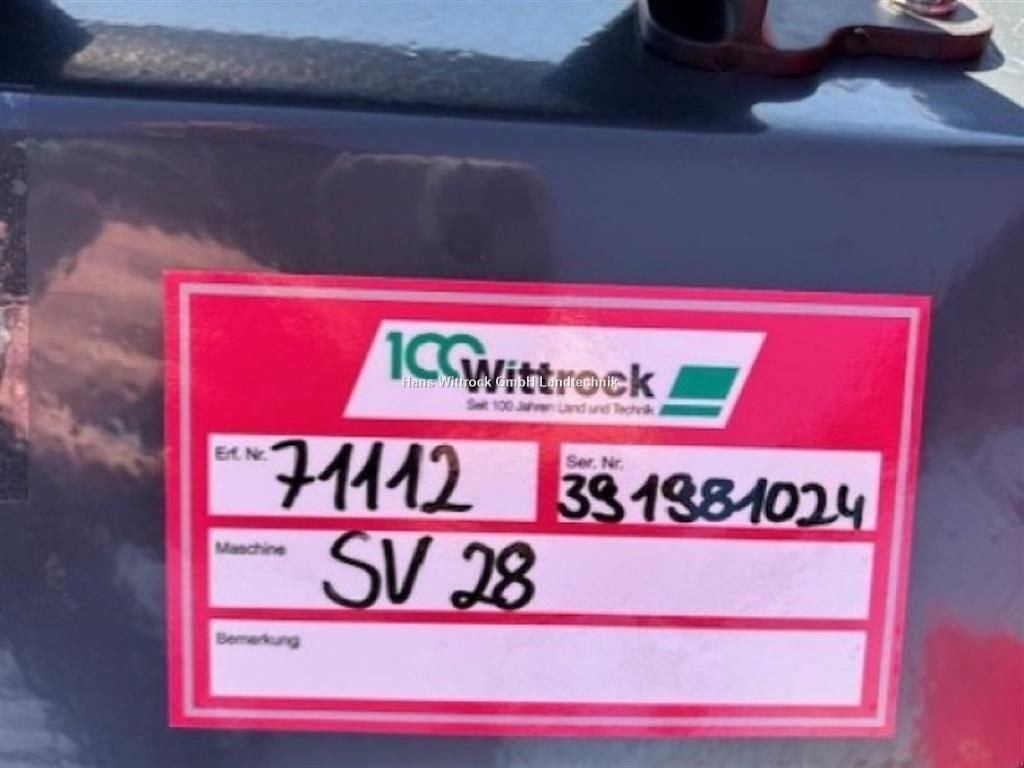 100 Wittrock
Hans Wittrock GmbH Landtechnik
Seit 100 Jahren Land und Technik
Erf. Nr. 71112
Ser. Nr. 391981024
Maschine SV 28
Bemerkung